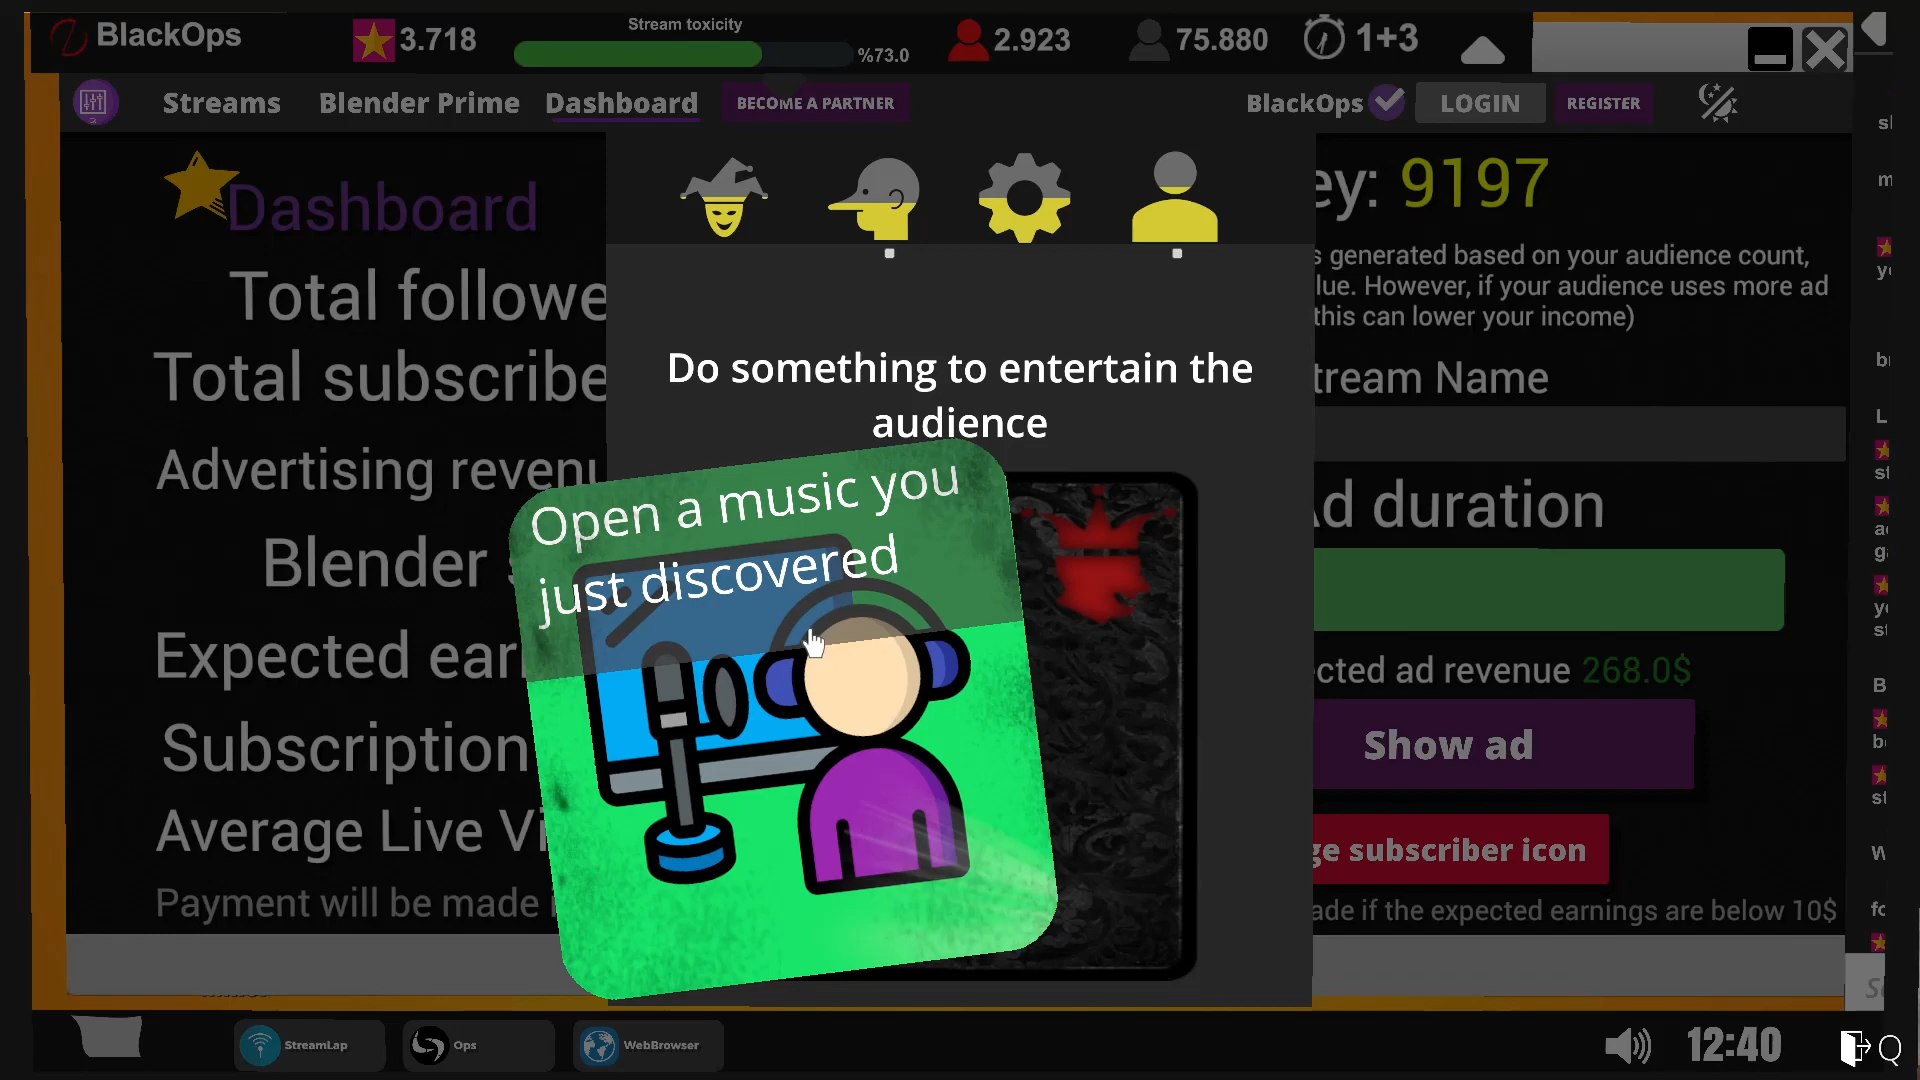 BlackOps
3.718
Stream toxicity
%73.0
2.923
75.880
1+3
Streams
Blender Prime
Dashboard
BECOME A PARTNER
BlackOps
LOGIN
REGISTER
Dashboard
Total followe
Total subscribe
Advertising revenu
Blender
Expected ear
Subscription
Average Live Vi
Payment will be made
Do something to entertain the
audience
Open a music you
just discovered
ey: 9197
s generated based on your audience count,
lue. However, if your audience uses more ad
this can lower your income)
tream Name
Ad duration
cted ad revenue 268.0$
Show ad
ge subscriber icon
ade if the expected earnings are below 10$
StreamLap
Ops
WebBrowser
12:40
Q